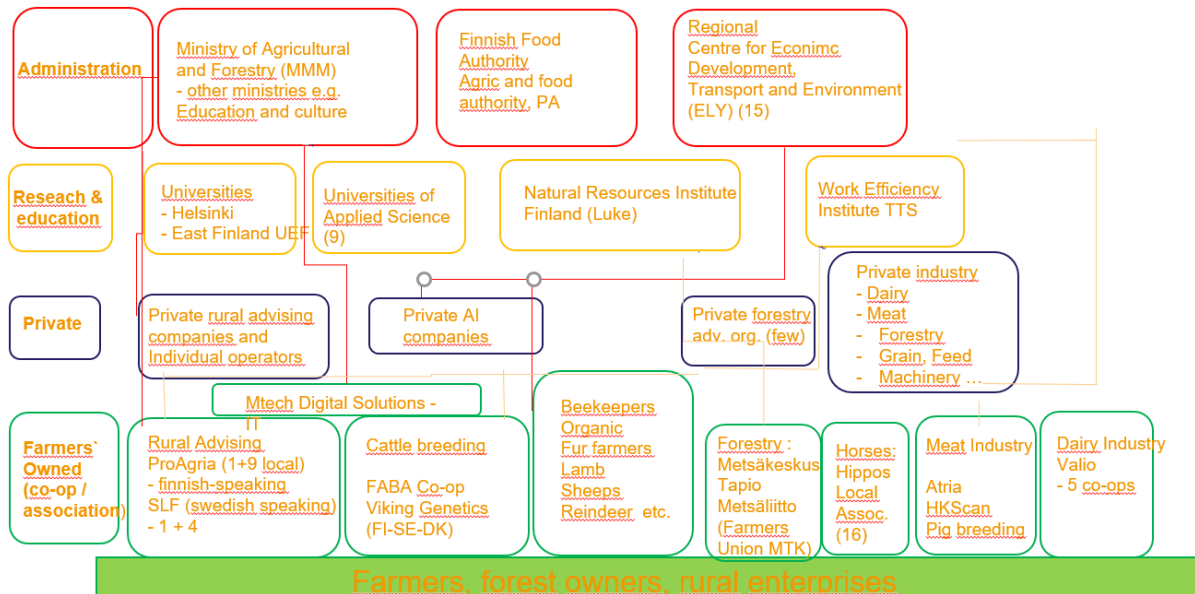 Administration
Ministry of Agricultural
and Forestry (MMM)
- other ministries e.g.
Education and culture
Finnish Food
Authority
Agric and food
authority, PA
Regional
Centre for Econimc
Development,
Transport and Environment
(ELY) (15)
Reseach &
education
Universities
- Helsinki
- East Finland UEF
Universities of
Applied Science
(9)
Natural Resources Institute
Finland (Luke)
Work Efficiency
Institute TTS
Private
Private rural advising
companies and
Individual operators
Private AI
companies
Private forestry
adv. org. (few)
Private industry
- Dairy
- Meat
- Forestry
- Grain, Feed
- Machinery ...
Mtech Digital Solutions -
IT
Farmers`
Owned
(co-op /
association)
Rural Advising
ProAgria (1+9 local)
- finnish-speaking
SLF (swedish speaking)
- 1 + 4
Cattle breeding
FABA Co-op
Viking Genetics
(FI-SE-DK)
Beekeepers
Organic
Fur farmers
Lamb
Sheeps
Reindeer etc.
Forestry :
Metsäkeskus
Tapio
Metsäliitto
(Farmers
Union MTK)
Horses:
Hippos
Local
Assoc.
(16)
Meat Industry
Atria
HKScan
Pig breeding
Dairy Industry
Valio
- 5 co-ops
Farmers, forest owners, rural enterprises